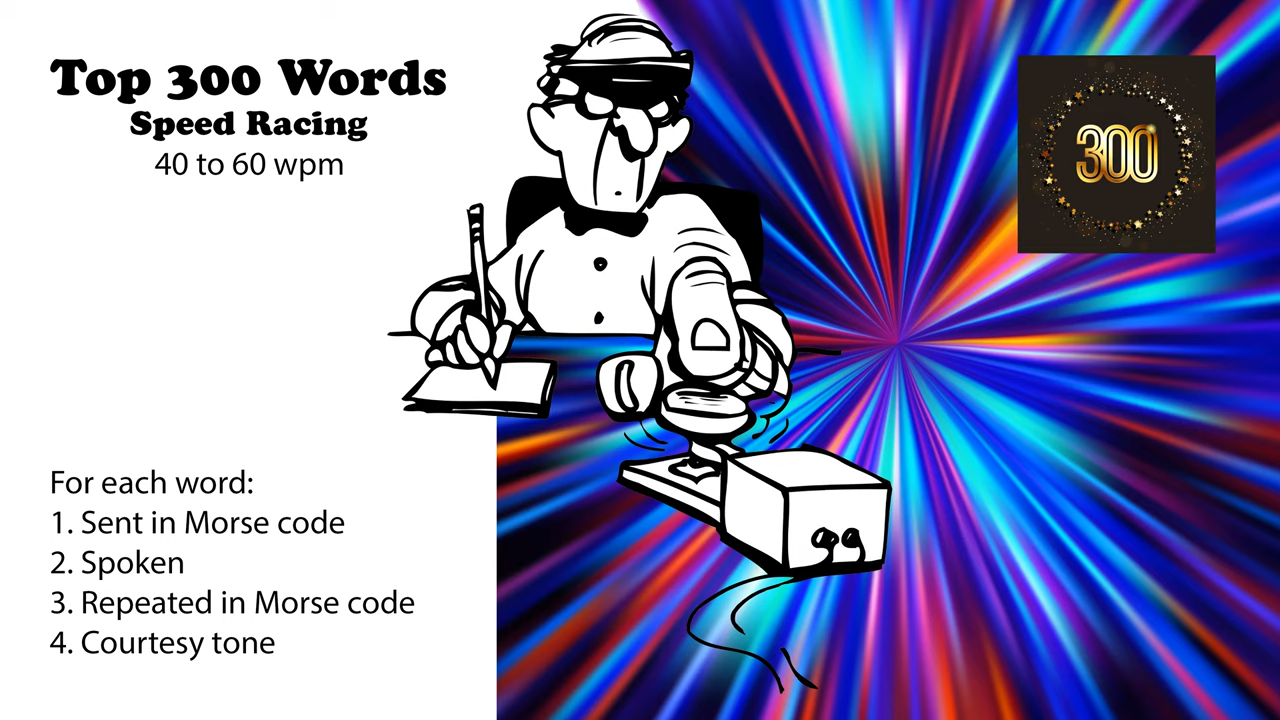 Top 300 Words
Speed Racing
40 to 60 wpm
300
For each word:
1. Sent in Morse code
2. Spoken
3. Repeated in Morse code
4. Courtesy tone